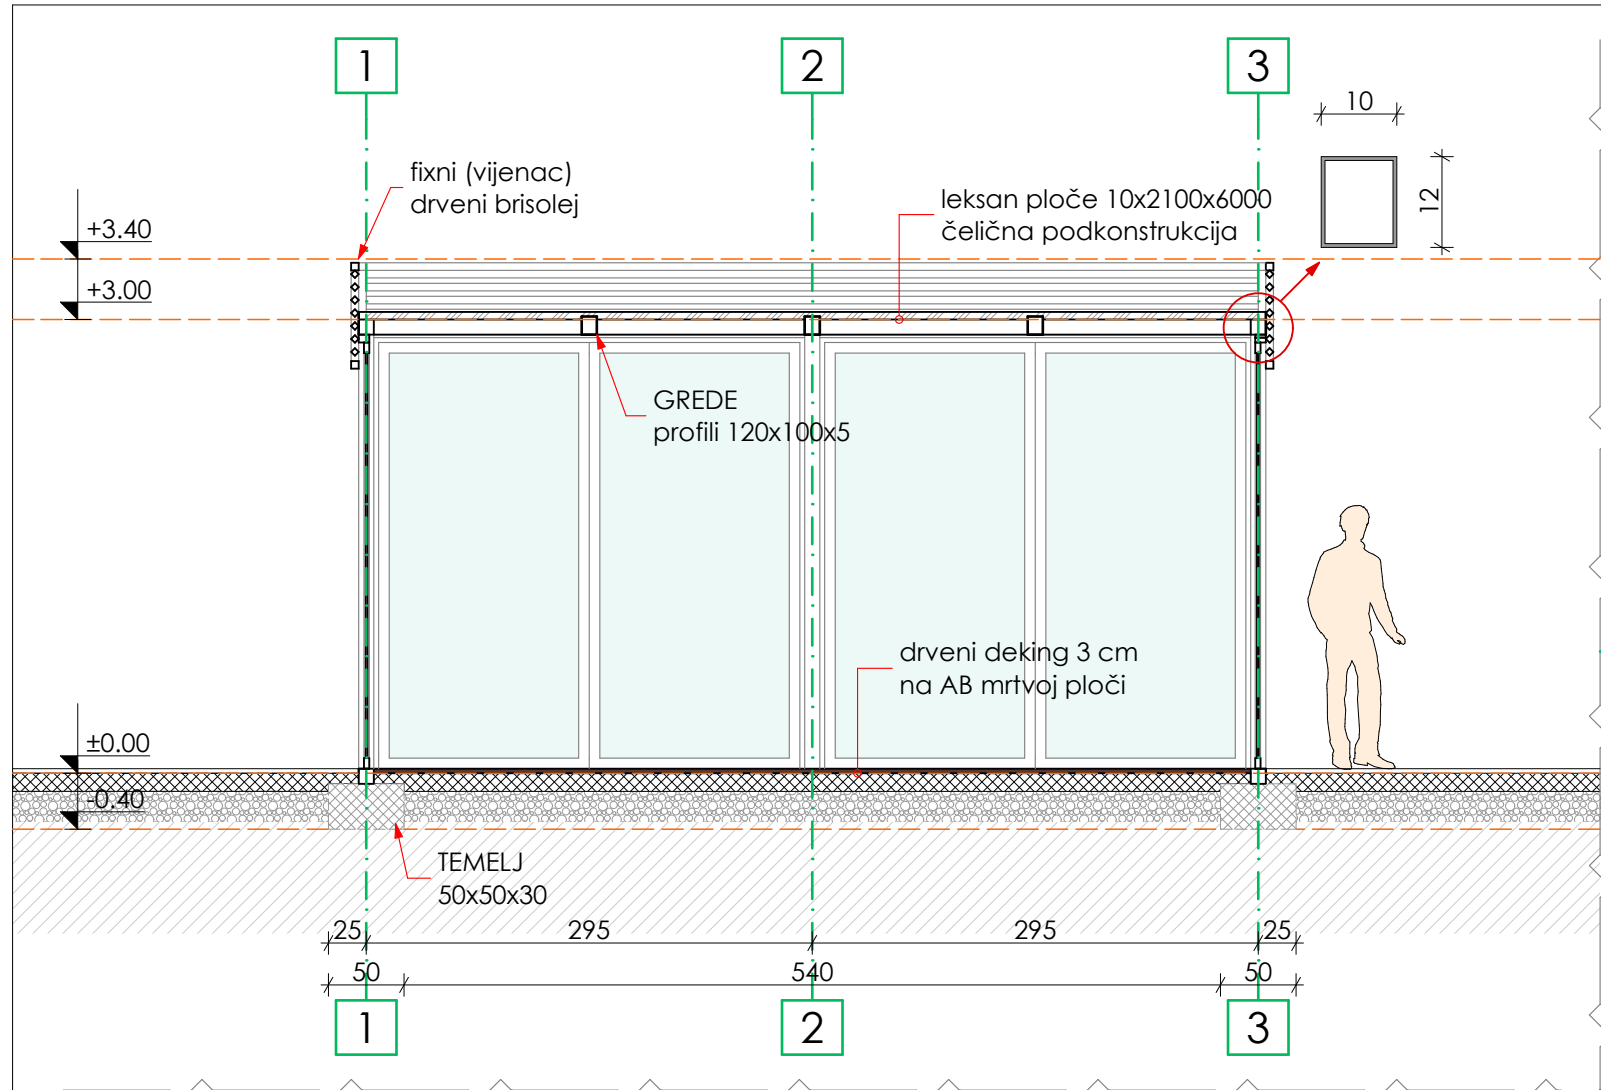 1
2
3
10
12
fixni (vijenac)
drveni brisolej
leksan ploče 10x2100x6000
čelična podkonstrukcija
+3.40
+3.00
GREDE
profili 120x100x5
drveni deking 3 cm
na AB mrtvoj ploči
±0.00
-0.40
TEMELJ
50x50x30
25
295
295
25
50
540
50
1
2
3